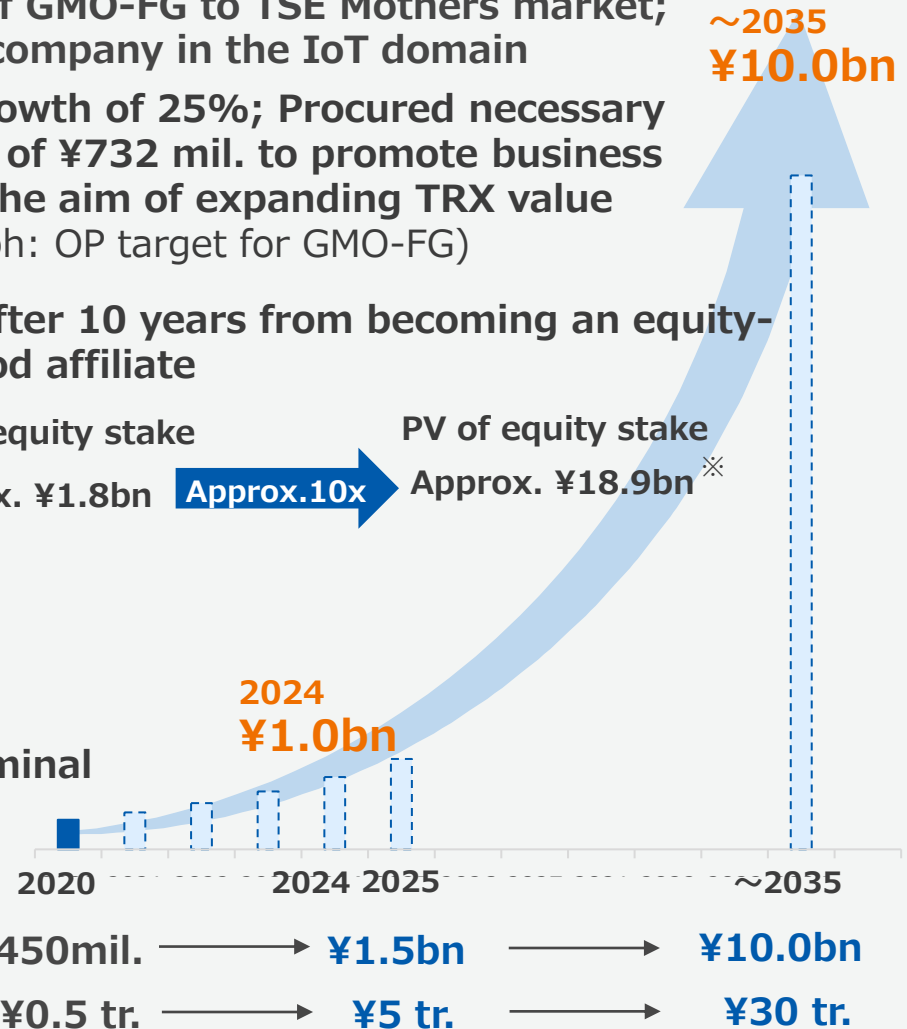 f GMO-FG to TSE Mothers market;
company in the IoT domain
owth of 25%; Procured necessary
of ¥732 mil. to promote business
he aim of expanding TRX value
ph: OP target for GMO-FG)
fter 10 years from becoming an equity-
od affiliate
～2035
¥10.0bn
equity stake
x. ¥1.8bn
Approx.10x
PV of equity stake
Approx. ¥18.9bn※
2024
¥1.0bn
minal
2020 2024 2025 ～2035
450mil. ¥1.5bn ¥10.0bn
¥0.5 tr. ¥5 tr. ¥30 tr.